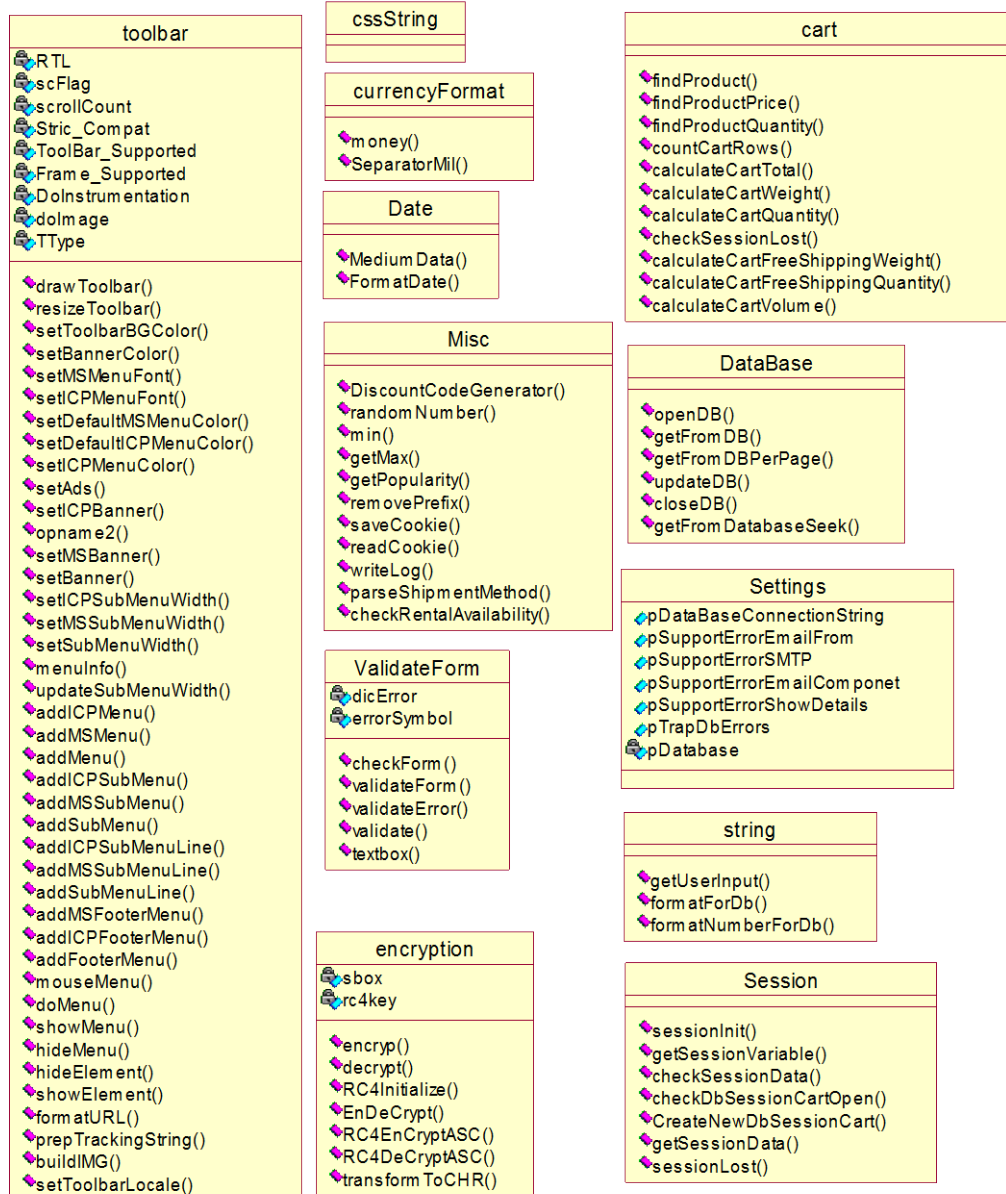 toolbar
RTL
scFlag
scrollCount
Stric_Compat
ToolBar_Supported
Frame_Supported
DoInstrumentation
doImage
TType
drawToolbar()
resizeToolbar()
setToolbarBGColor()
setBannerColor()
setMSMenuFont()
setICPMenuFont()
setDefaultMSMenuColor()
setDefaultICPMenuColor()
setICPMenuColor()
setAds()
setICPBanner()
opname2()
setMSBanner()
setBanner()
setICPSubMenuWidth()
setMSSubMenuWidth()
setSubMenuWidth()
menuInfo()
updateSubMenuWidth()
addICPMenu()
addMSMenu()
addMenu()
addICPSubMenu()
addMSSubMenu()
addSubMenu()
addICPSubMenuLine()
addMSSubMenuLine()
addSubMenuLine()
addMSFooterMenu()
addICPFooterMenu()
addFooterMenu()
mouseMenu()
doMenu()
showMenu()
hideMenu()
hideElement()
showElement()
formatURL()
prepTrackingString()
buildIMG()
setToolbarLocale()
cssString
currencyFormat
money()
SeparatorMil()
Date
MediumData()
FormatDate()
Misc
DiscountCodeGenerator()
randomNumber()
min()
getMax()
getPopularity()
removePrefix()
saveCookie()
readCookie()
writeLog()
parseShipmentMethod()
checkRentalAvailability()
ValidateForm
dicError
errorSymbol
checkForm()
validateForm()
validateError()
validate()
textbox()
encryption
sbox
rc4key
encryp()
decrypt()
RC4Initialize()
EnDeCrypt()
RC4EnCryptASC()
RC4DeCryptASC()
transformToCHR()
cart
findProduct()
findProductPrice()
findProductQuantity()
countCartRows()
calculateCartTotal()
calculateCartWeight()
calculateCartQuantity()
checkSessionLost()
calculateCartFreeShippingWeight()
calculateCartFreeShippingQuantity()
calculateCartVolume()
DataBase
openDB()
getFromDB()
getFromDBPerPage()
updateDB()
closeDB()
getFromDatabaseSeek()
Settings
pDataBaseConnectionString
pSupportErrorEmailFrom
pSupportErrorSMTP
pSupportErrorEmailComponet
pSupportErrorShowDetails
pTrapDbErrors
pDatabase
string
getUserInput()
formatForDb()
formatNumberForDb()
Session
sessionInit()
getSessionVariable()
checkSessionData()
checkDbSessionCartOpen()
CreateNewDbSessionCart()
getSessionData()
sessionLost()